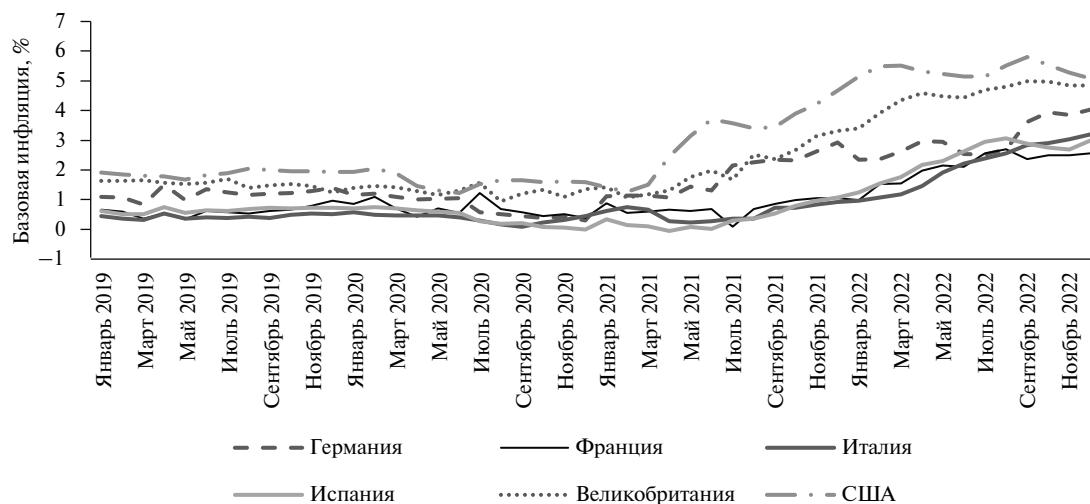 Базовая инфляция, %
7
6
5
4
3
2
1
0
−1
Январь 2019
Март 2019
Май 2019
Июль 2019
Сентябрь 2019
Ноябрь 2019
Январь 2020
Март 2020
Май 2020
Июль 2020
Сентябрь 2020
Ноябрь 2020
Январь 2021
Март 2021
Май 2021
Июль 2021
Сентябрь 2021
Ноябрь 2021
Январь 2022
Март 2022
Май 2022
Июль 2022
Сентябрь 2022
Ноябрь 2022
Германия
Франция
Италия
Испания
Великобритания
США